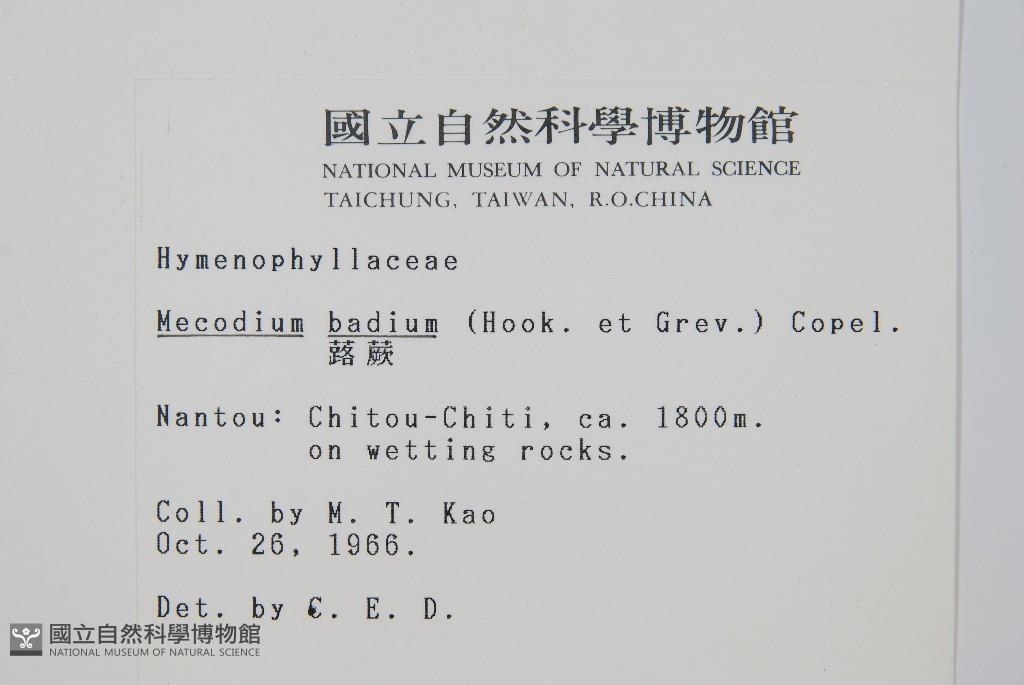 國立自然科學博物館
NATIONAL MUSEUM OF NATURAL SCIENCE
TAICHUNG, TAIWAN, R.O.CHINA
Hymenophyllaceae
Mecodium badium (Hook. et Grev.) Copel.
蕗蕨
Nantou: Chitou-Chiti, ca. 1800m.
on wetting rocks.
Coll. by M. T. Kao
Oct. 26, 1966.
Det. by C. E. D.
國立自然科學博物館
NATIONAL MUSEUM OF NATURAL SCIENCE